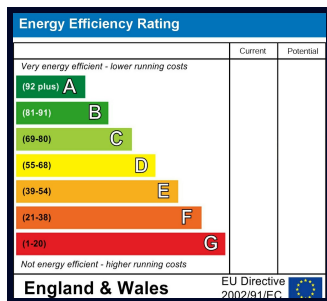 Energy Efficiency Rating
Current Potential
Very energy efficient - lower running costs
(92 plus) A
(81-91) B
(69-80) C
(55-68) D
(39-54) E
(21-38) F
(1-20) G
Not energy efficient - higher running costs
England & Wales
EU Directive
2002/91/EC